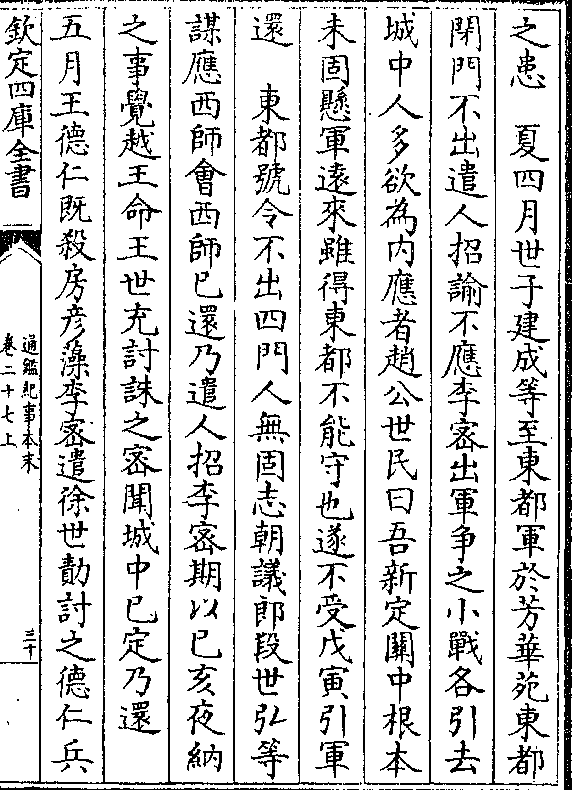 之患　夏四月世子建成等至東都軍於芳華苑東都
閉門不出遣人招諭不應李宻出軍争之小戰各引去
城中人多欲為内應者趙公世民曰吾新定關中根本
未固懸軍逺來雖得東都不能守也遂不受戊寅引軍
還　東都號令不出四門人無固志朝議郎段世弘等
謀應西師會西師已還乃遣人招李宻期以已亥夜納
之事覺越王命王世充討誅之宻聞城中已定乃還
五月王德仁既殺房彦藻李宻遣徐世勣討之德仁兵
欽定四庫全書
通鑑紀事本末
卷二十七上
三十